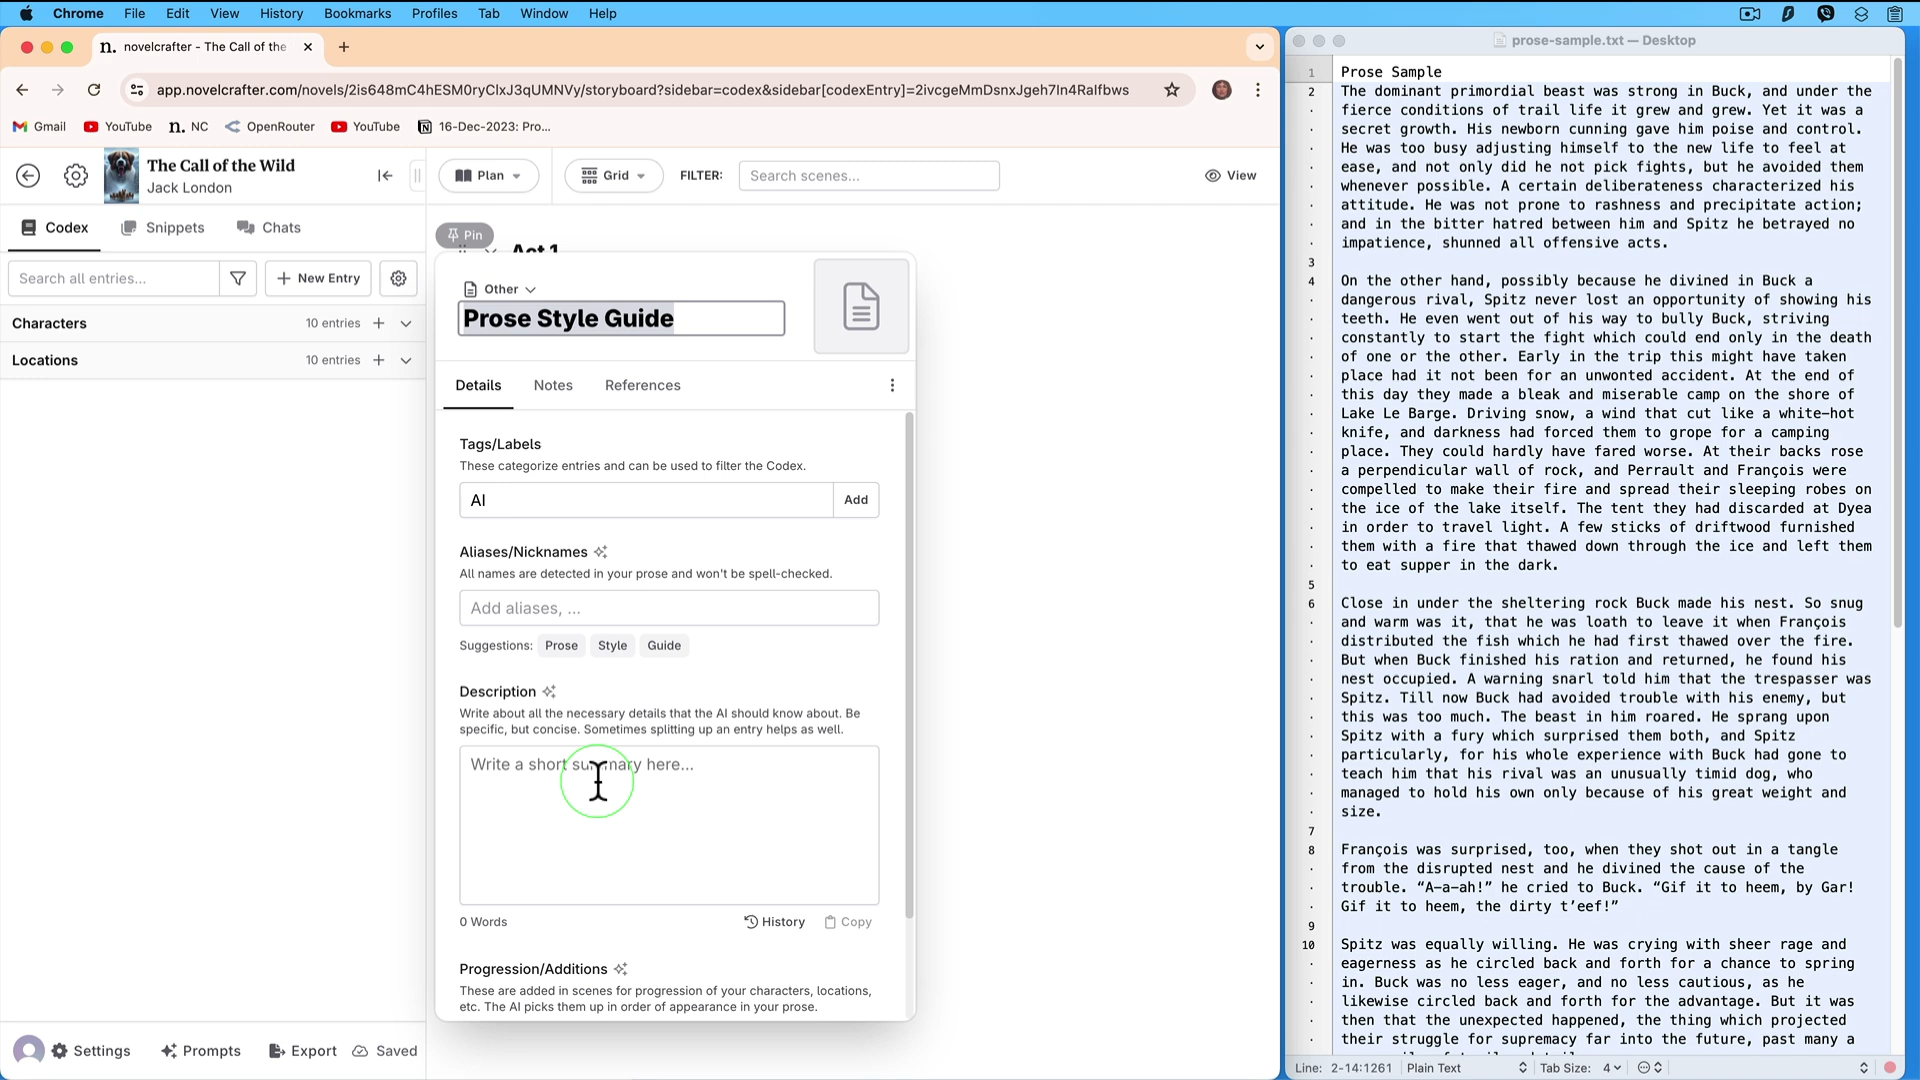 Chrome File Edit View History Bookmarks Profiles Tab Window Help
n. novelcrafter - The Call of the
app.novelcrafter.com/novels/2is648mC4hESM0ryClxJ3qUMNVy/storyboard?sidebar=codex&sidebar[codexEntry]=2ivcgeMmDsnxJgeh7In4RaIfbws
Gmail YouTube n. NC OpenRouter YouTube 16-Dec-2023: Pro...
The Call of the Wild
Jack London
Plan Grid FILTER: Search scenes... View
Codex Snippets Chats
Search all entries... New Entry
Characters 10 entries
Locations 10 entries
Settings Prompts Export Saved
Pin
Act 1
Other
Prose Style Guide
Details Notes References
Tags/Labels
These categorize entries and can be used to filter the Codex.
AI Add
Aliases/Nicknames
All names are detected in your prose and won't be spell-checked.
Add aliases, ...
Suggestions: Prose Style Guide
Description
Write about all the necessary details that the AI should know about. Be
specific, but concise. Sometimes splitting up an entry helps as well.
Write a short summary here...
0 Words History Copy
Progression/Additions
These are added in scenes for progression of your characters, locations,
etc. The AI picks them up in order of appearance in your prose.
prose-sample.txt — Desktop
1 Prose Sample
2 The dominant primordial beast was strong in Buck, and under the
fierce conditions of trail life it grew and grew. Yet it was a
secret growth. His newborn cunning gave him poise and control.
He was too busy adjusting himself to the new life to feel at
ease, and not only did he not pick fights, but he avoided them
whenever possible. A certain deliberateness characterized his
attitude. He was not prone to rashness and precipitate action;
and in the bitter hatred between him and Spitz he betrayed no
impatience, shunned all offensive acts.
3
4 On the other hand, possibly because he divined in Buck a
dangerous rival, Spitz never lost an opportunity of showing his
teeth. He even went out of his way to bully Buck, striving
constantly to start the fight which could end only in the death
of one or the other. Early in the trip this might have taken
place had it not been for an unwonted accident. At the end of
this day they made a bleak and miserable camp on the shore of
Lake Le Barge. Driving snow, a wind that cut like a white-hot
knife, and darkness had forced them to grope for a camping
place. They could hardly have fared worse. At their backs rose
a perpendicular wall of rock, and Perrault and François were
compelled to make their fire and spread their sleeping robes on
the ice of the lake itself. The tent they had discarded at Dyea
in order to travel light. A few sticks of driftwood furnished
them with a fire that thawed down through the ice and left them
to eat supper in the dark.
5
6 Close in under the sheltering rock Buck made his nest. So snug
and warm was it, that he was loath to leave it when François
distributed the fish which he had first thawed over the fire.
But when Buck finished his ration and returned, he found his
nest occupied. A warning snarl told him that the trespasser was
Spitz. Till now Buck had avoided trouble with his enemy, but
this was too much. The beast in him roared. He sprang upon
Spitz with a fury which surprised them both, and Spitz
particularly, for his whole experience with Buck had gone to
teach him that his rival was an unusually timid dog, who
managed to hold his own only because of his great weight and
size.
7
8 François was surprised, too, when they shot out in a tangle
from the disrupted nest and he divined the cause of the
trouble. “A-a-ah!” he cried to Buck. “Gif it to heem, by Gar!
Gif it to heem, the dirty t’eef!”
9
10 Spitz was equally willing. He was crying with sheer rage and
eagerness as he circled back and forth for a chance to spring
in. Buck was no less eager, and no less cautious, as he
likewise circled back and forth for the advantage. But it was
then that the unexpected happened, the thing which projected
their struggle for supremacy far into the future, past many a
Line: 2-14:1261 Plain Text Tab Size: 4